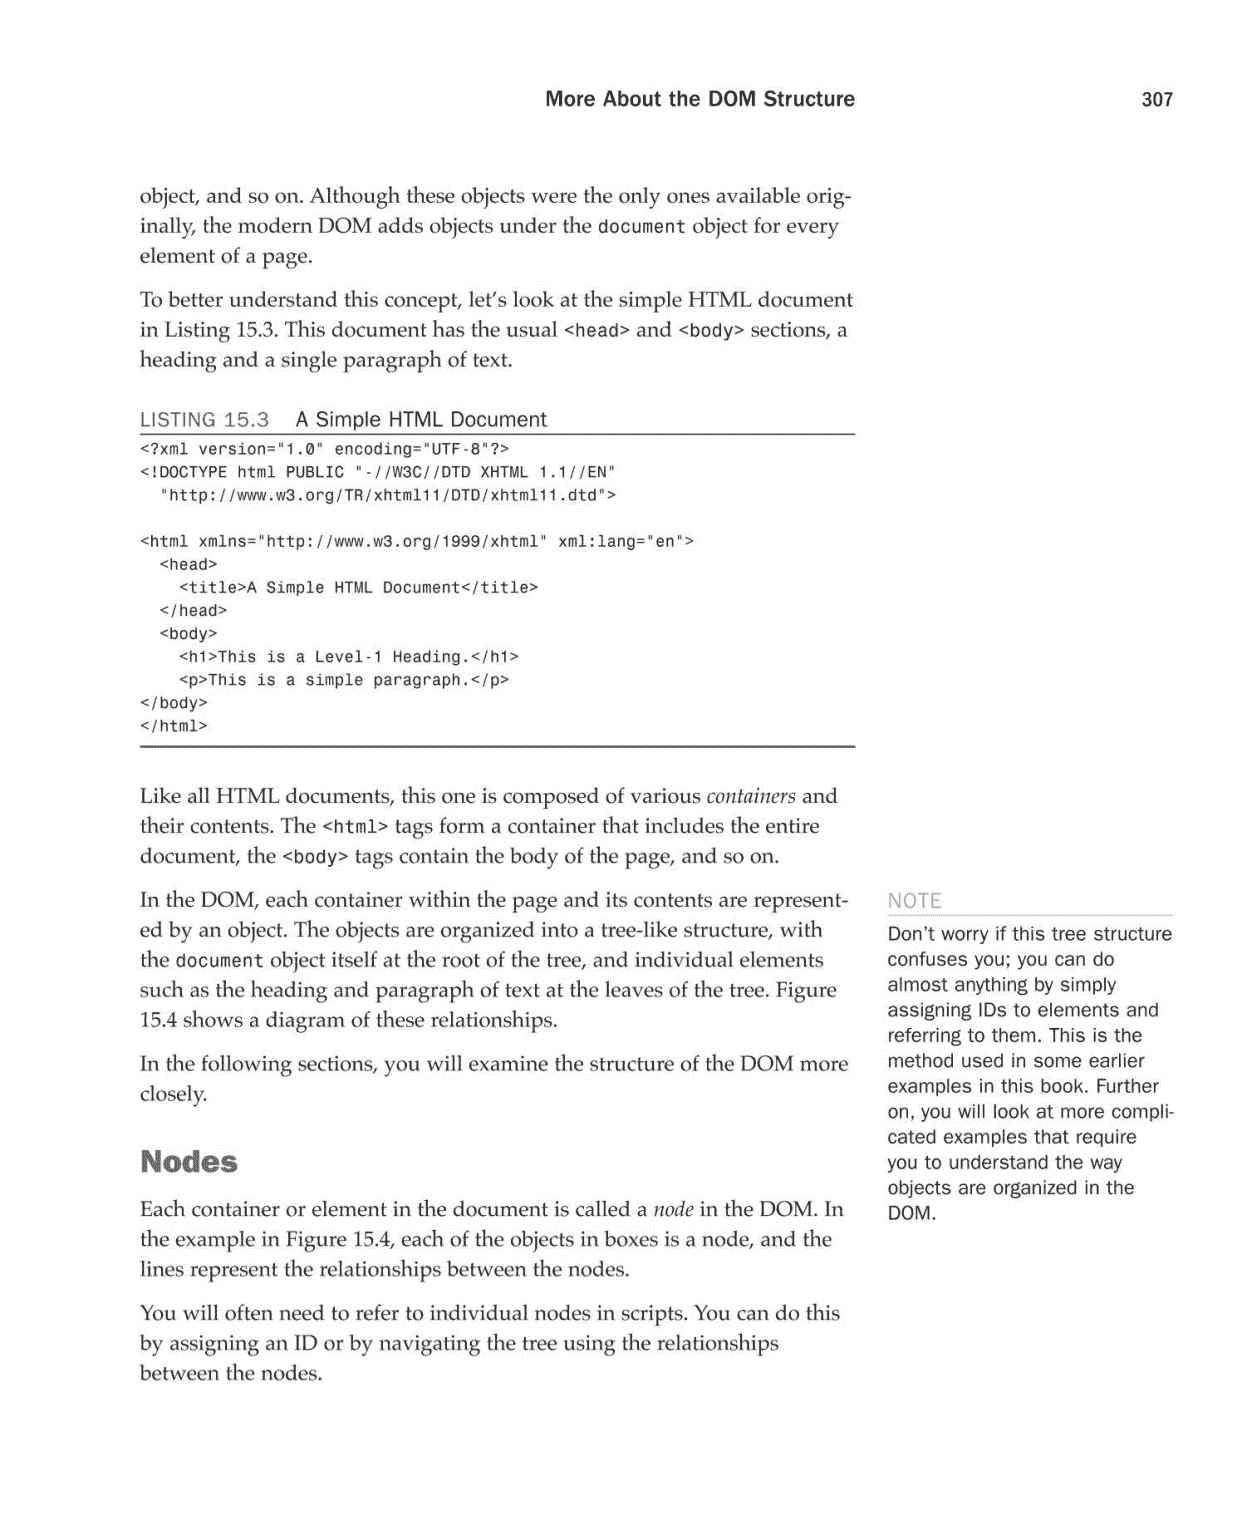 More About the DOM Structure 307
object, and so on. Although these objects were the only ones available orig-
inally, the modern DOM adds objects under the document object for every
element of a page.
To better understand this concept, let's look at the simple HTML document
in Listing 15.3. This document has the usual <head> and <body> sections, a
heading and a single paragraph of text.
LISTING 15.3 A Simple HTML Document
<?xml version="1.0" encoding="UTF-8"?>
<!DOCTYPE html PUBLIC "-//W3C//DTD XHTML 1.1//EN"
  "http://www.w3.org/TR/xhtml11/DTD/xhtml11.dtd">
<html xmlns="http://www.w3.org/1999/xhtml" xml:lang="en">
  <head>
    <title>A Simple HTML Document</title>
  </head>
  <body>
    <h1>This is a Level-1 Heading.</h1>
    <p>This is a simple paragraph.</p>
</body>
</html>
Like all HTML documents, this one is composed of various containers and
their contents. The <html> tags form a container that includes the entire
document, the <body> tags contain the body of the page, and so on.
In the DOM, each container within the page and its contents are represent-
ed by an object. The objects are organized into a tree-like structure, with
the document object itself at the root of the tree, and individual elements
such as the heading and paragraph of text at the leaves of the tree. Figure
15.4 shows a diagram of these relationships.
In the following sections, you will examine the structure of the DOM more
closely.
Nodes
Each container or element in the document is called a node in the DOM. In
the example in Figure 15.4, each of the objects in boxes is a node, and the
lines represent the relationships between the nodes.
You will often need to refer to individual nodes in scripts. You can do this
by assigning an ID or by navigating the tree using the relationships
between the nodes.
NOTE
Don't worry if this tree structure
confuses you; you can do
almost anything by simply
assigning IDs to elements and
referring to them. This is the
method used in some earlier
examples in this book. Further
on, you will look at more compli-
cated examples that require
you to understand the way
objects are organized in the
DOM.